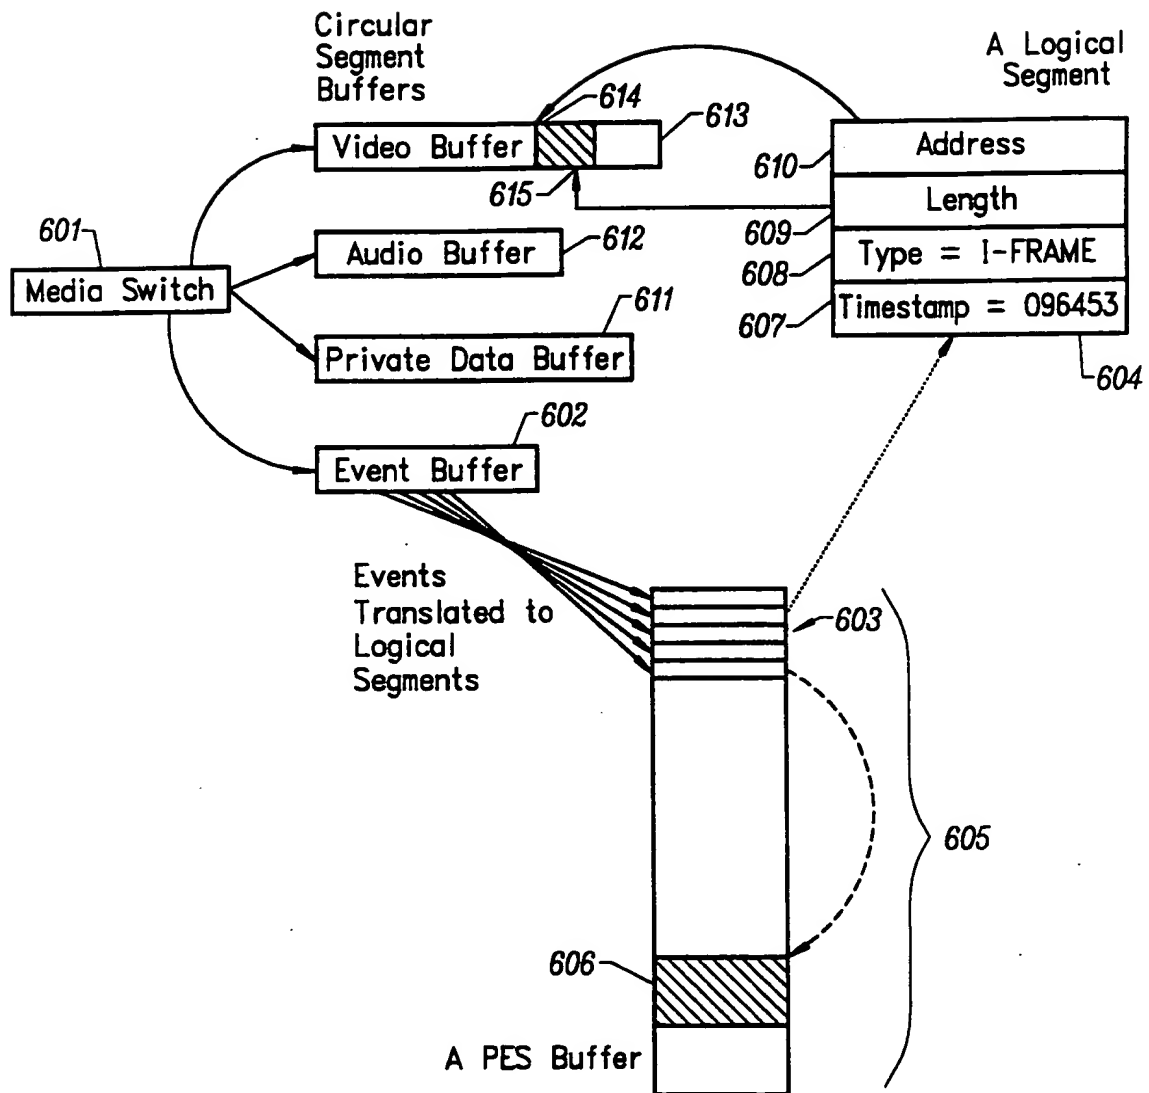 Circular
Segment
Buffers
A Logical
Segment
614
613
Video Buffer
615
610
Address
Length
609
608
Type = I-FRAME
607
Timestamp = 096453
604
601
Media Switch
Audio Buffer
612
611
Private Data Buffer
602
Event Buffer
Events
Translated to
Logical
Segments
603
605
606
A PES Buffer